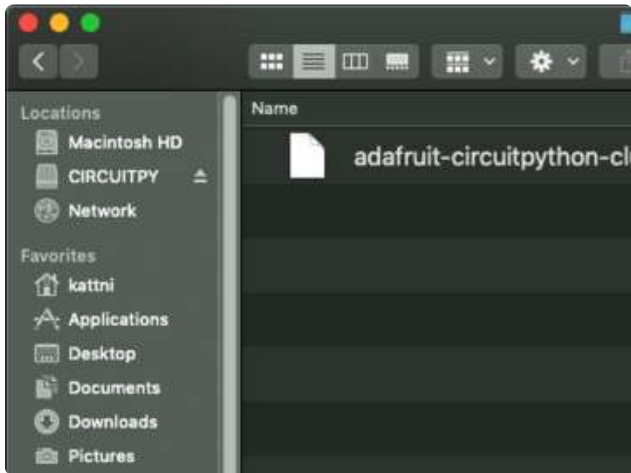 Locations
Macintosh HD
CIRCUITPY
Network
Favorites
kattni
Applications
Desktop
Documents
Downloads
Pictures
Name
adafruit-circuitpython-cl